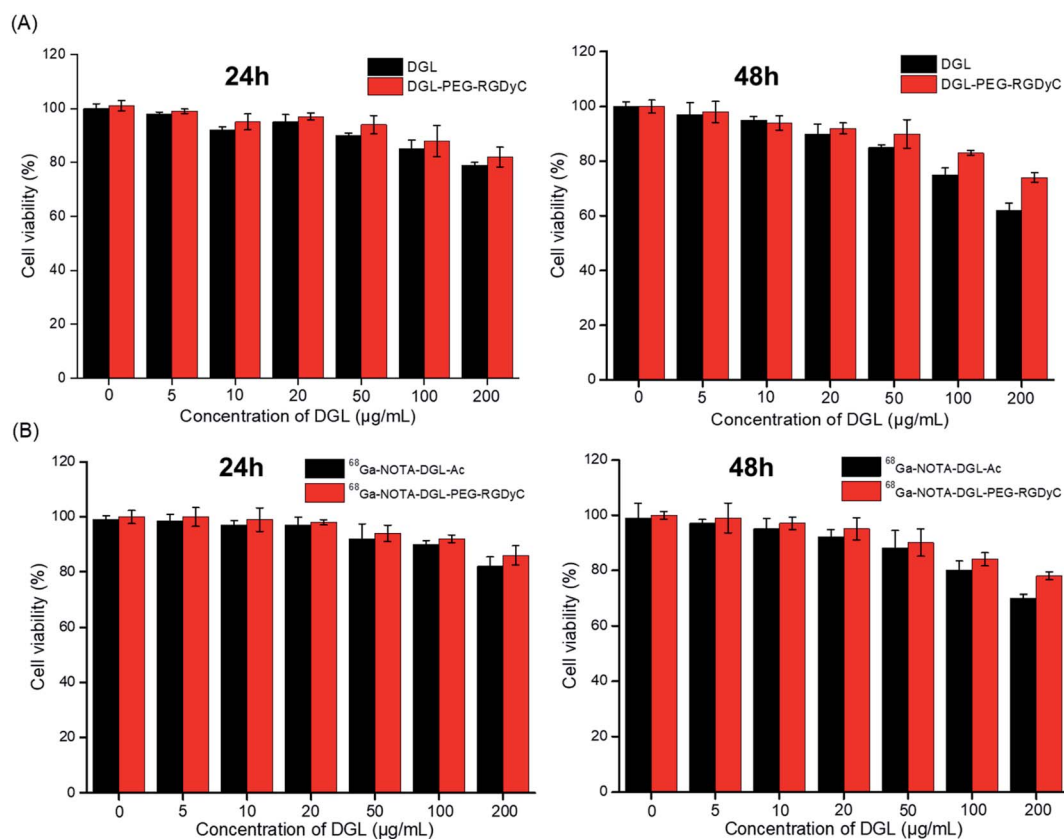 (A)
120
100
80
60
40
20
0
Cell viability (%)
24h
DGL
DGL-PEG-RGDyC
0 5 10 20 50 100 200
Concentration of DGL (µg/mL)
120
100
80
60
40
20
0
Cell viability (%)
48h
DGL
DGL-PEG-RGDyC
0 5 10 20 50 100 200
Concentration of DGL (µg/mL)
(B)
120
100
80
60
40
20
0
Cell viability (%)
24h
⁶⁸Ga-NOTA-DGL-Ac
⁶⁸Ga-NOTA-DGL-PEG-RGDyC
0 5 10 20 50 100 200
Concentration of DGL (µg/mL)
120
100
80
60
40
20
0
Cell viability (%)
48h
⁶⁸Ga-NOTA-DGL-Ac
⁶⁸Ga-NOTA-DGL-PEG-RGDyC
0 5 10 20 50 100 200
Concentration of DGL (µg/mL)